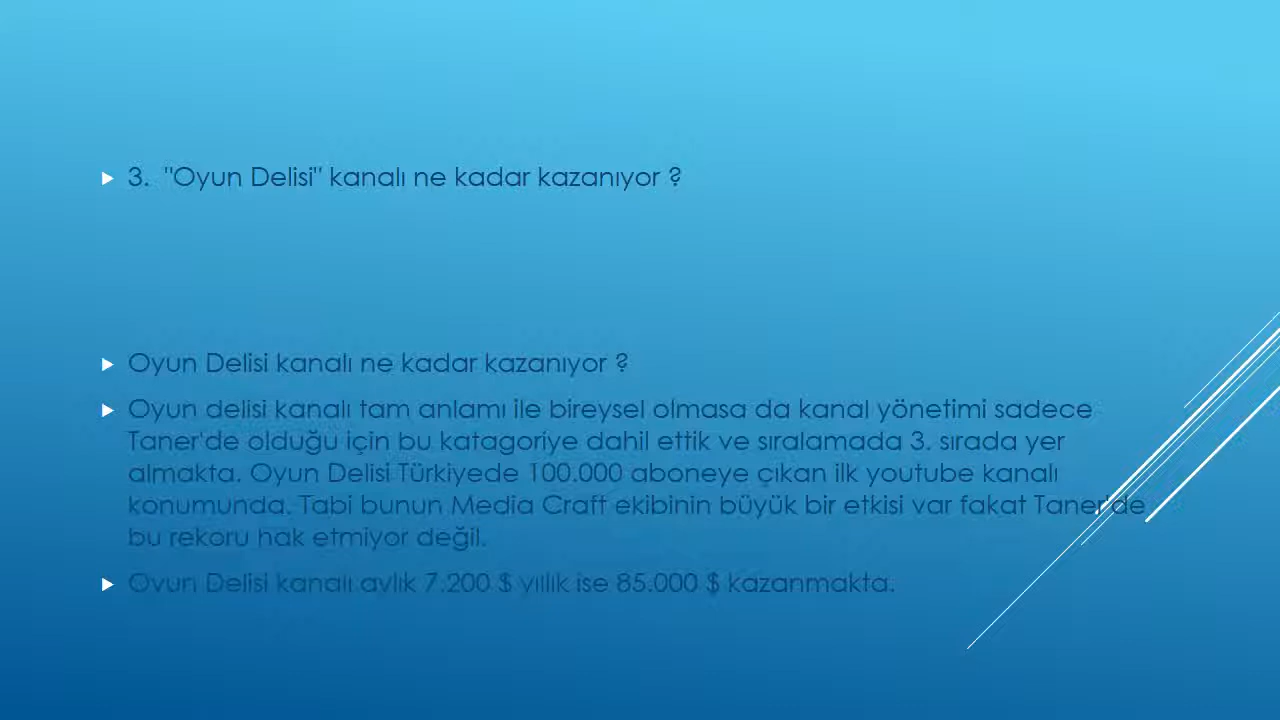 3. "Oyun Delisi" kanalı ne kadar kazanıyor ?
Oyun Delisi kanalı ne kadar kazanıyor ?
Oyun delisi kanalı tam anlamı ile bireysel olmasa da kanal yönetimi sadece
Taner'de olduğu için bu katagoriye dahil ettik ve sıralamada 3. sırada yer
almakta. Oyun Delisi Türkiyede 100.000 aboneye çıkan ilk youtube kanalı
konumunda. Tabi bunun Media Craft ekibinin büyük bir etkisi var fakat Taner'de
bu rekoru hak etmiyor değil.
Oyun Delisi kanalı aylık 7.200 $ yıllık ise 85.000 $ kazanmakta.